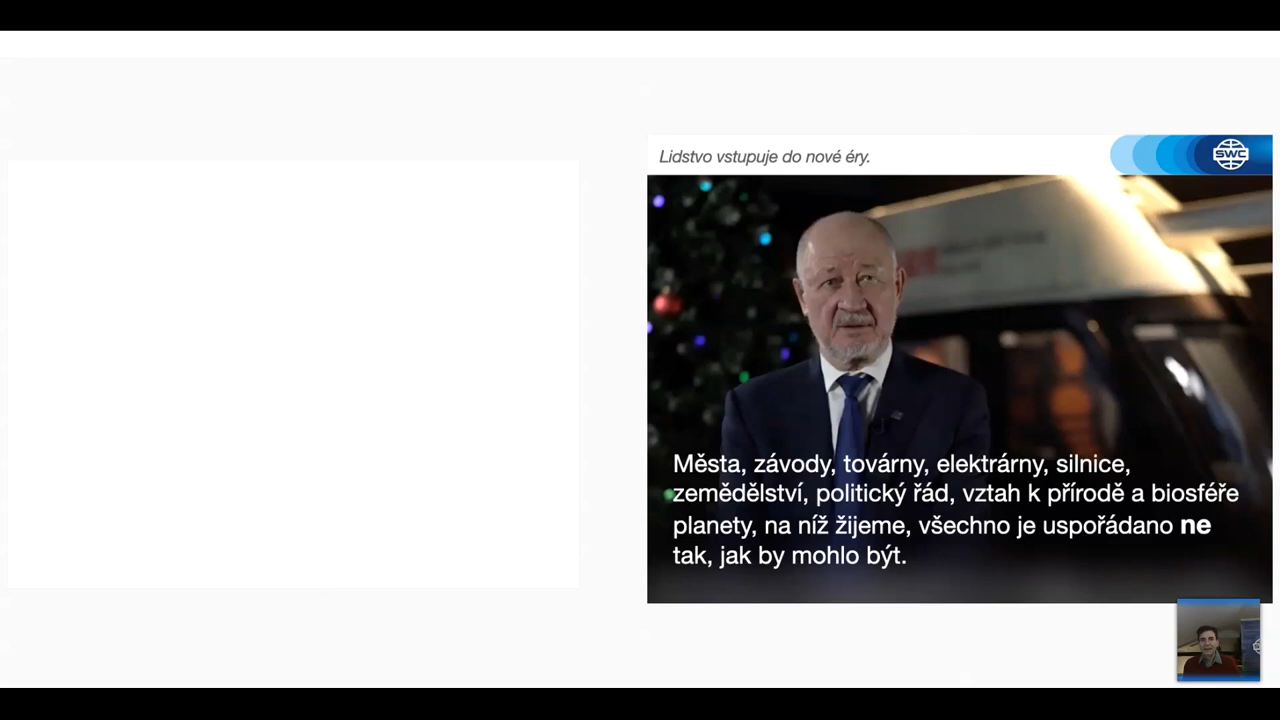 Lidstvo vstupuje do nové éry.
SWC
Města, závody, továrny, elektrárny, silnice,
zemědělství, politický řád, vztah k přírodě a biosféře
planety, na níž žijeme, všechno je uspořádano ne
tak, jak by mohlo být.